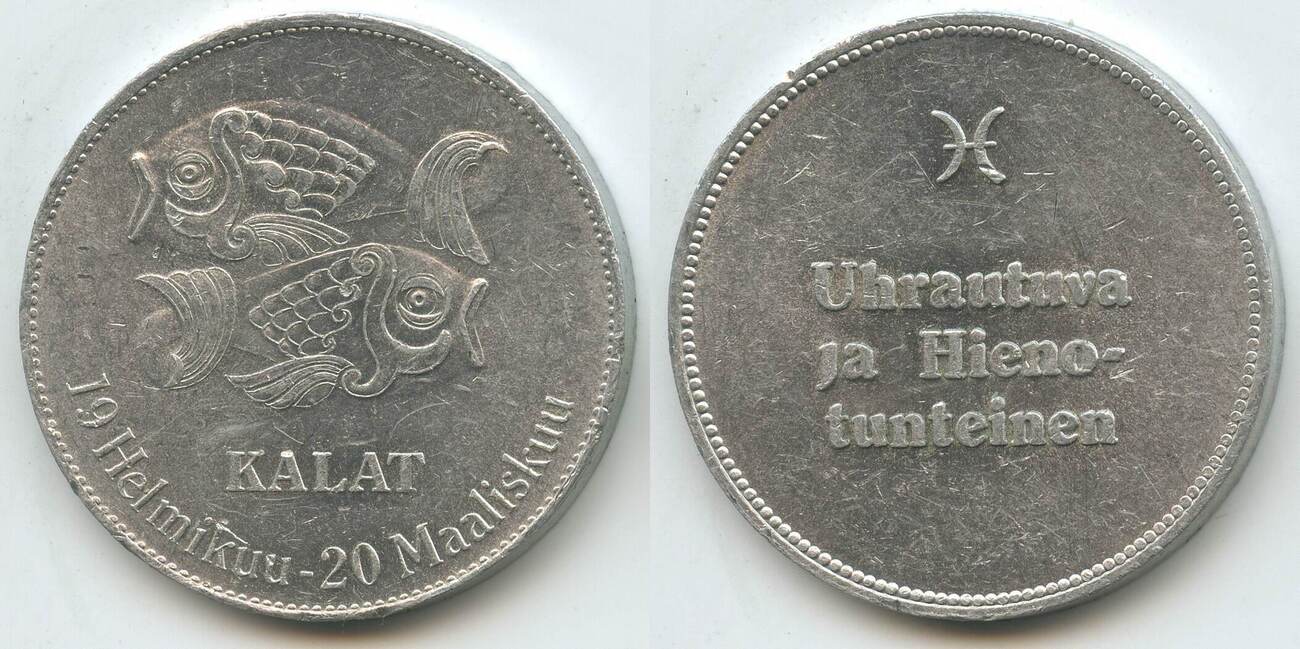 KALAT
19 Helmikuu - 20 Maaliskuu
Uhrautuva
ja Hieno-
tunteinen